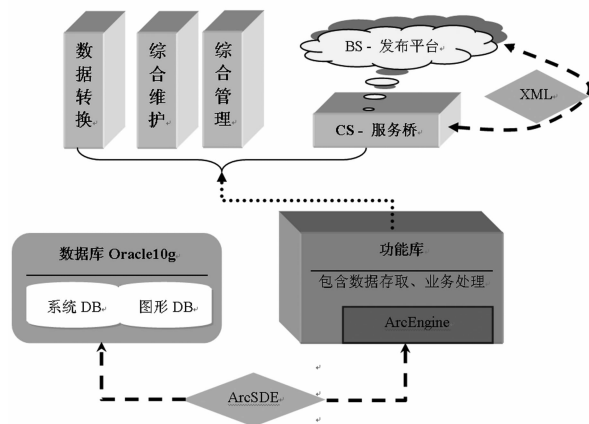 数据转换
综合维护
综合管理
BS - 发布平台
XML
CS - 服务桥
数据库 Oracle10g
系统 DB
图形 DB
功能库
包含数据存取、业务处理
ArcEngine
ArcSDE